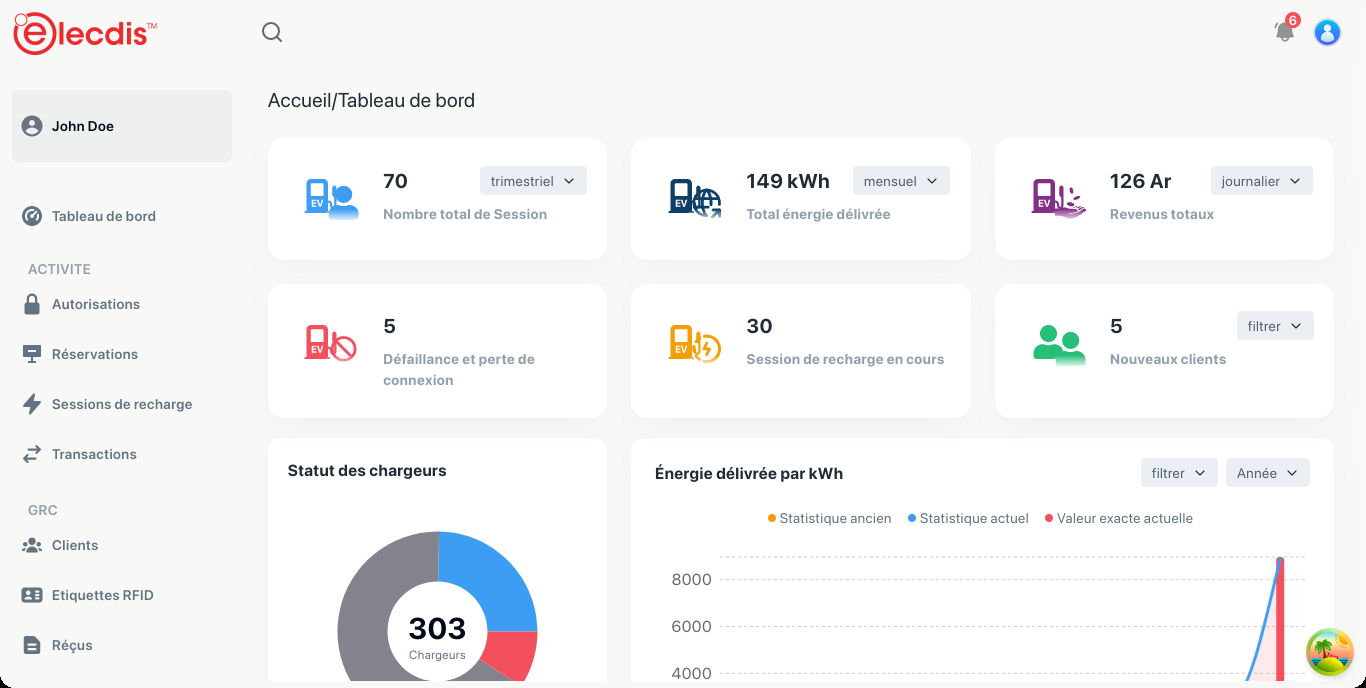 elecdis™
6
Accueil/Tableau de bord
John Doe
70
trimestriel
Nombre total de Session
EV
149 kWh
mensuel
Total énergie délivrée
EV
126 Ar
journalier
Revenus totaux
EV
Tableau de bord
ACTIVITE
Autorisations
Réservations
Sessions de recharge
Transactions
GRC
Clients
Etiquettes RFID
Réçus
5
Défaillance et perte de
connexion
EV
30
Session de recharge en cours
EV
5
filtrer
Nouveaux clients
Statut des chargeurs
303
Chargeurs
Énergie délivrée par kWh
filtrer
Année
Statistique ancien
Statistique actuel
Valeur exacte actuelle
8000
6000
4000